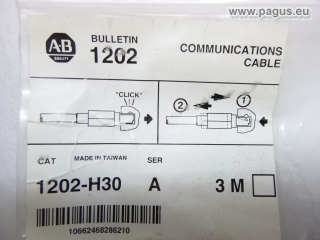 www.pagus.eu
A-B
QUALITY
BULLETIN
1202
COMMUNICATIONS
CABLE
"CLICK"
2
1
CAT MADE IN TAIWAN SER
1202-H30 A 3 M
10662468286210